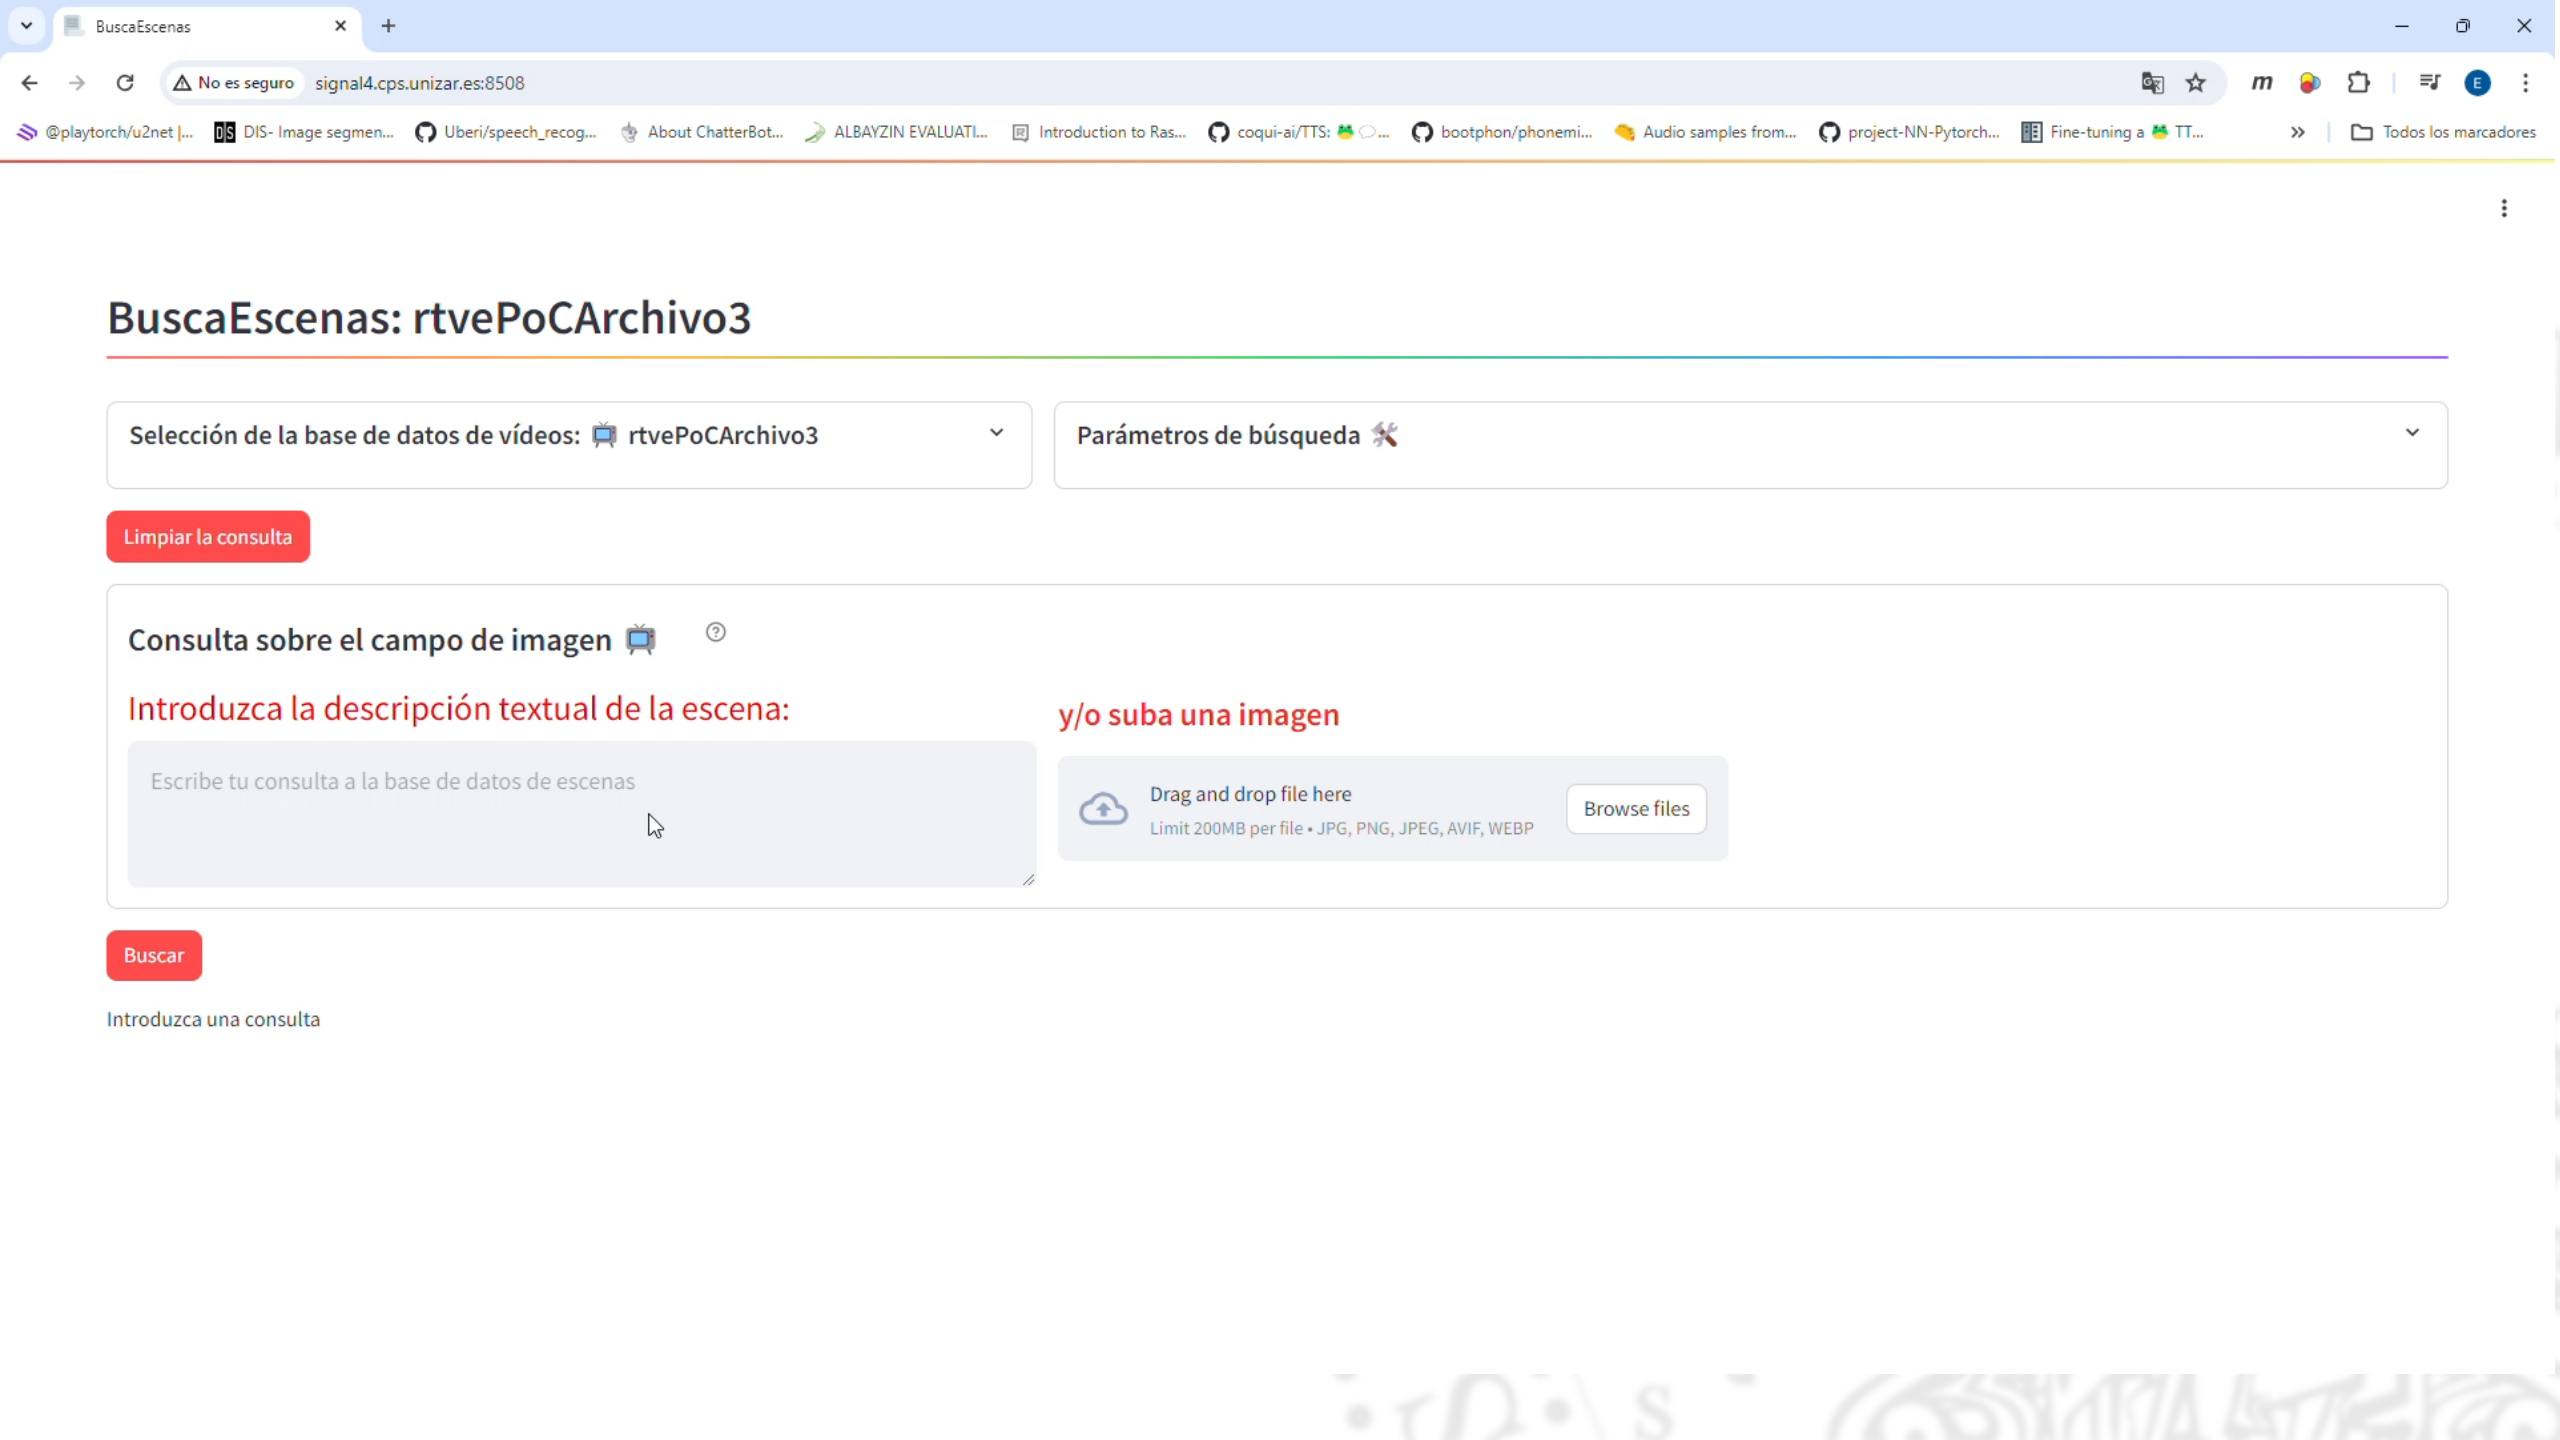 BuscaEscenas
No es seguro signal4.cps.unizar.es:8508
@playtorch/u2net |... DIS- Image segmen... Uberi/speech_recog... About ChatterBot... ALBAYZIN EVALUATI... Introduction to Ras... coqui-ai/TTS: 🐸💬... bootphon/phonemi... Audio samples from... project-NN-Pytorch... Fine-tuning a 🐸 TT... Todos los marcadores
BuscaEscenas: rtvePoCArchivo3
Selección de la base de datos de vídeos: 📺 rtvePoCArchivo3
Parámetros de búsqueda 🛠️
Limpiar la consulta
Consulta sobre el campo de imagen 📺
Introduzca la descripción textual de la escena:
Escribe tu consulta a la base de datos de escenas
y/o suba una imagen
Drag and drop file here
Limit 200MB per file • JPG, PNG, JPEG, AVIF, WEBP
Browse files
Buscar
Introduzca una consulta